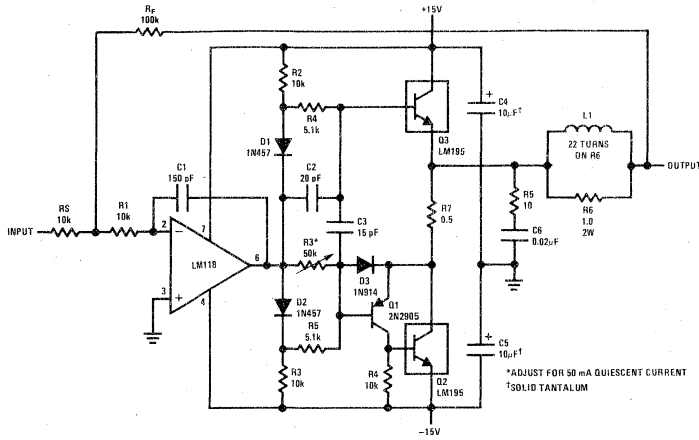 RF
100k
+15V
R2
10k
R4
5.1k
D1
1N457
Q3
LM195
C4
10µF†
L1
22 TURNS
ON R6
OUTPUT
C1
150 pF
C2
20 pF
RS
10k
R1
10k
INPUT
R7
0.5
R5
10
R6
1.0
2W
C3
15 pF
C6
0.02µF
2
7
6
LM118
R3*
50k
3
4
D3
1N914
D2
1N457
Q1
2N2905
R5
5.1k
R3
10k
R4
10k
Q2
LM195
C5
10µF†
*ADJUST FOR 50 mA QUIESCENT CURRENT
†SOLID TANTALUM
−15V